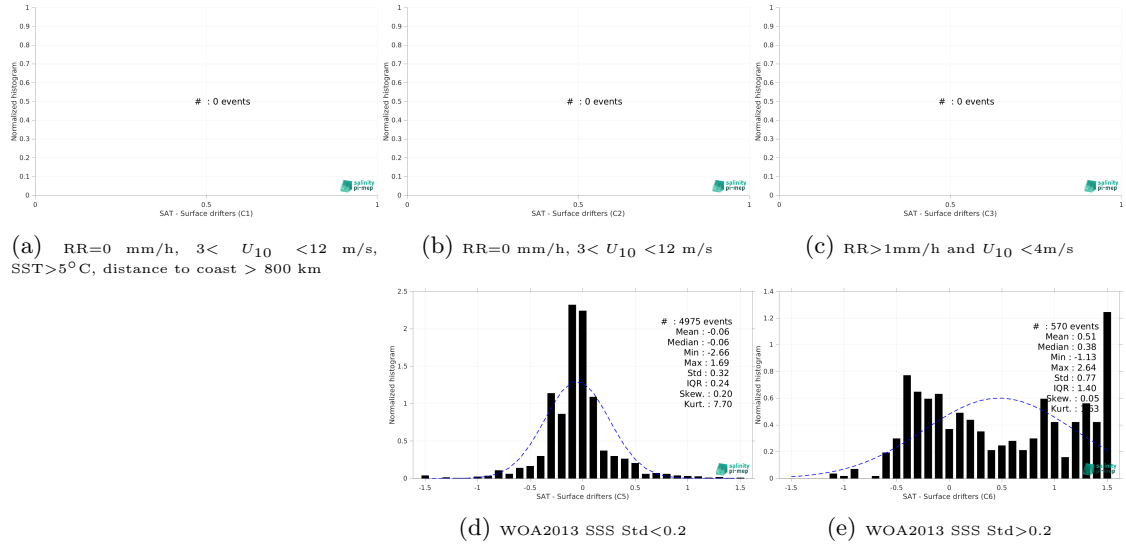 1
0.9
0.8
0.7
0.6
0.5
0.4
0.3
0.2
0.1
0
Normalized histogram
# : 0 events
salinity
pi-mep
0 0.5 1
SAT - Surface drifters (C1)
(a) RR=0 mm/h, 3< U10 <12 m/s,
SST>5°C, distance to coast > 800 km
1
0.9
0.8
0.7
0.6
0.5
0.4
0.3
0.2
0.1
0
Normalized histogram
# : 0 events
salinity
pi-mep
0 0.5 1
SAT - Surface drifters (C2)
(b) RR=0 mm/h, 3< U10 <12 m/s
1
0.9
0.8
0.7
0.6
0.5
0.4
0.3
0.2
0.1
0
Normalized histogram
# : 0 events
salinity
pi-mep
0 0.5 1
SAT - Surface drifters (C3)
(c) RR>1mm/h and U10 <4m/s
2.5
2
1.5
1
0.5
0
Normalized histogram
# : 4975 events
Mean : -0.06
Median : -0.06
Min : -2.66
Max : 1.69
Std : 0.32
IQR : 0.24
Skew. : 0.20
Kurt. : 7.70
salinity
pi-mep
-1.5 -1 -0.5 0 0.5 1 1.5
SAT - Surface drifters (C5)
(d) WOA2013 SSS Std<0.2
1.4
1.2
1
0.8
0.6
0.4
0.2
0
Normalized histogram
# : 570 events
Mean : 0.51
Median : 0.38
Min : -1.13
Max : 2.64
Std : 0.77
IQR : 1.40
Skew. : 0.05
Kurt. :
salinity
pi-mep
-1.5 -1 -0.5 0 0.5 1 1.5
SAT - Surface drifters (C6)
(e) WOA2013 SSS Std>0.2